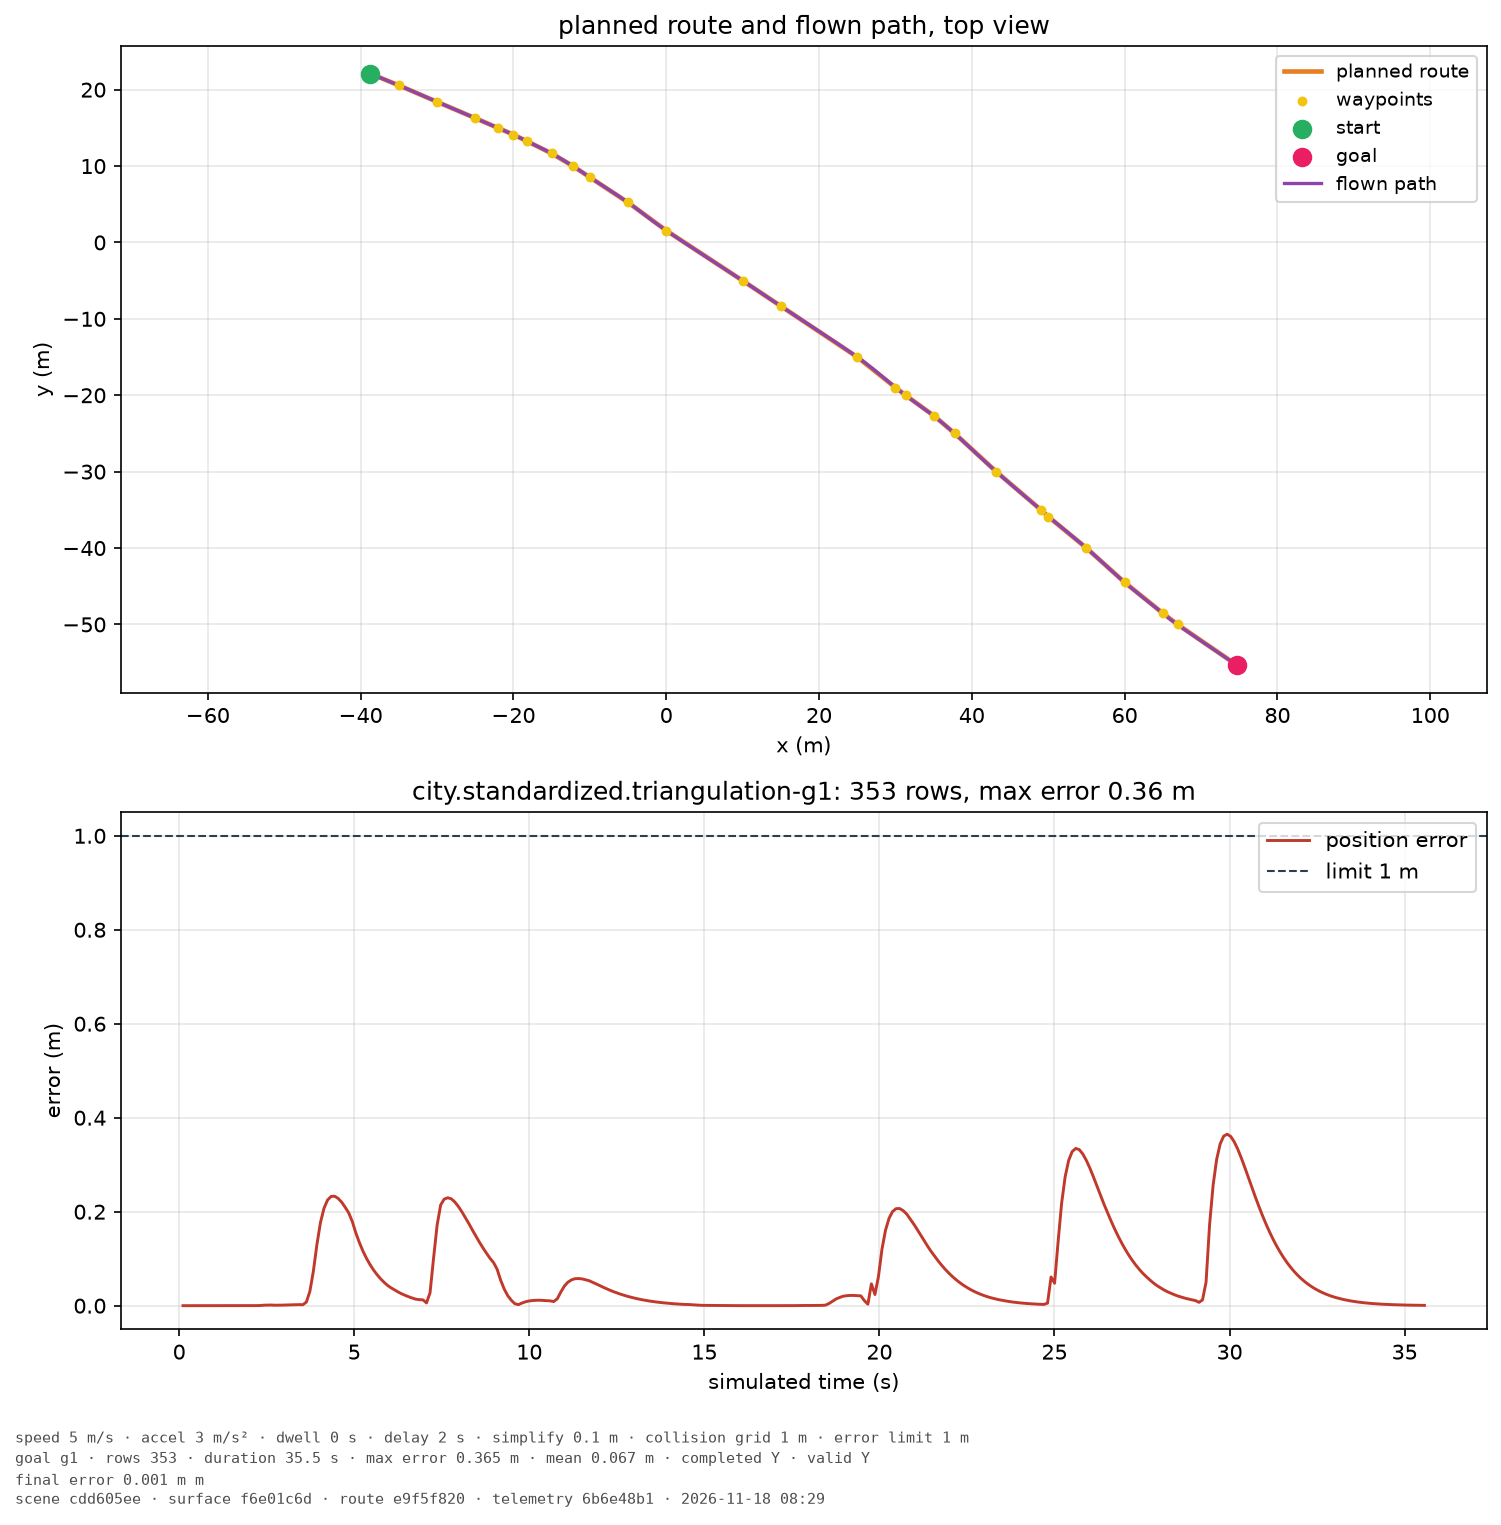 planned route and flown path, top view
planned route
waypoints
start
goal
flown path
20
10
0
−10
−20
−30
−40
−50
y (m)
−60
−40
−20
0
20
40
60
80
100
x (m)
city.standardized.triangulation-g1: 353 rows, max error 0.36 m
position error
limit 1 m
1.0
0.8
0.6
0.4
0.2
0.0
error (m)
0
5
10
15
20
25
30
35
simulated time (s)
speed 5 m/s · accel 3 m/s² · dwell 0 s · delay 2 s · simplify 0.1 m · collision grid 1 m · error limit 1 m
goal g1 · rows 353 · duration 35.5 s · max error 0.365 m · mean 0.067 m · completed Y · valid Y
final error 0.001 m m
scene cdd605ee · surface f6e01c6d · route e9f5f820 · telemetry 6b6e48b1 · 2026-11-18 08:29